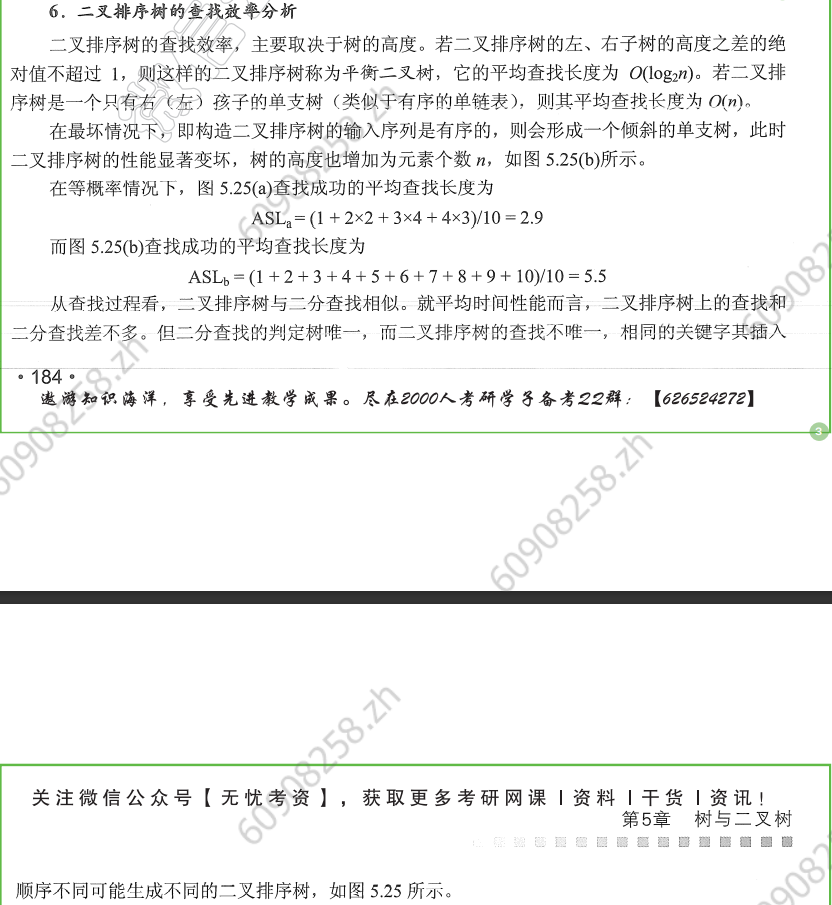 6．二叉排序树的查找效率分析
二叉排序树的查找效率，主要取决于树的高度。若二叉排序树的左、右子树的高度之差的绝
对值不超过 1，则这样的二叉排序树称为平衡二叉树，它的平均查找长度为 O(log₂n)。若二叉排
序树是一个只有右（左）孩子的单支树（类似于有序的单链表），则其平均查找长度为 O(n)。
在最坏情况下，即构造二叉排序树的输入序列是有序的，则会形成一个倾斜的单支树，此时
二叉排序树的性能显著变坏，树的高度也增加为元素个数 n，如图 5.25(b)所示。
在等概率情况下，图 5.25(a)查找成功的平均查找长度为
ASLₐ = (1 + 2×2 + 3×4 + 4×3)/10 = 2.9
而图 5.25(b)查找成功的平均查找长度为
ASLb = (1 + 2 + 3 + 4 + 5 + 6 + 7 + 8 + 9 + 10)/10 = 5.5
从查找过程看，二叉排序树与二分查找相似。就平均时间性能而言，二叉排序树上的查找和
二分查找差不多。但二分查找的判定树唯一，而二叉排序树的查找不唯一，相同的关键字其插入
• 184 •
遨游知识海洋，享受先进教学成果。尽在2000人考研学子备考QQ群：【626524272】
3
60908258.zh
60908258.zh
60908258.zh
60908258.zh
关注微信公众号【无忧考资】，获取更多考研网课丨资料丨干货丨资讯！
第5章 树与二叉树
顺序不同可能生成不同的二叉排序树，如图 5.25 所示。